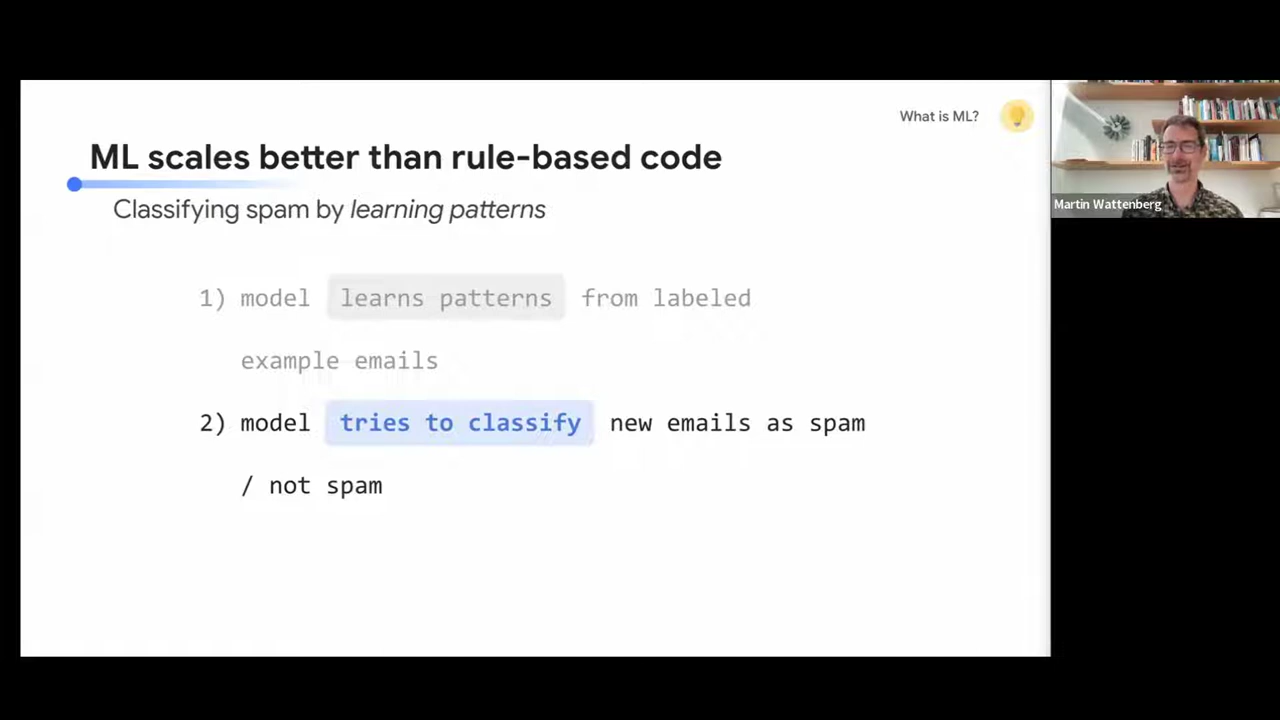 What is ML?
ML scales better than rule-based code
Classifying spam by learning patterns
1) model learns patterns from labeled
example emails
2) model tries to classify new emails as spam
/ not spam
Martin Wattenberg